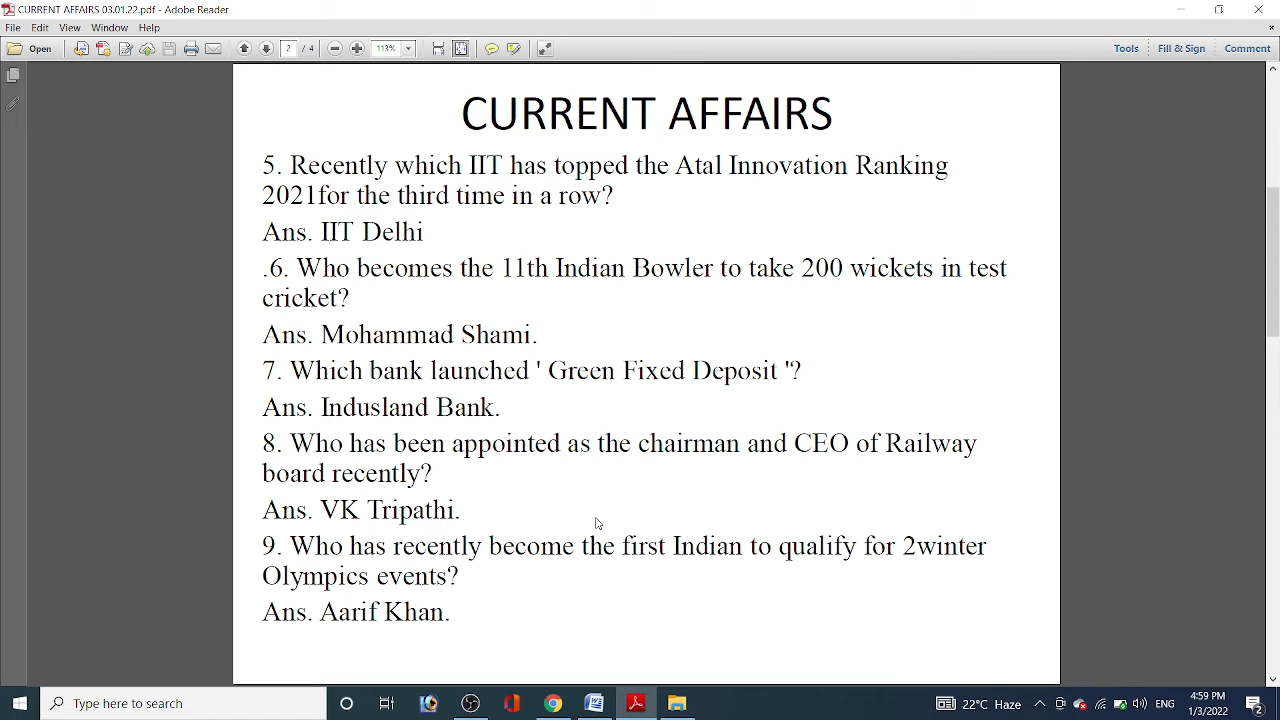 CURRENT AFFAIRS 03.01.22.pdf - Adobe Reader
File Edit View Window Help
Open 2 / 4 113% Tools Fill & Sign Comment
CURRENT AFFAIRS
5. Recently which IIT has topped the Atal Innovation Ranking
2021for the third time in a row?
Ans. IIT Delhi
.6. Who becomes the 11th Indian Bowler to take 200 wickets in test
cricket?
Ans. Mohammad Shami.
7. Which bank launched ' Green Fixed Deposit '?
Ans. Indusland Bank.
8. Who has been appointed as the chairman and CEO of Railway
board recently?
Ans. VK Tripathi.
9. Who has recently become the first Indian to qualify for 2winter
Olympics events?
Ans. Aarif Khan.
Type here to search 22°C Haze ENG 4:59 PM
1/3/2022 2